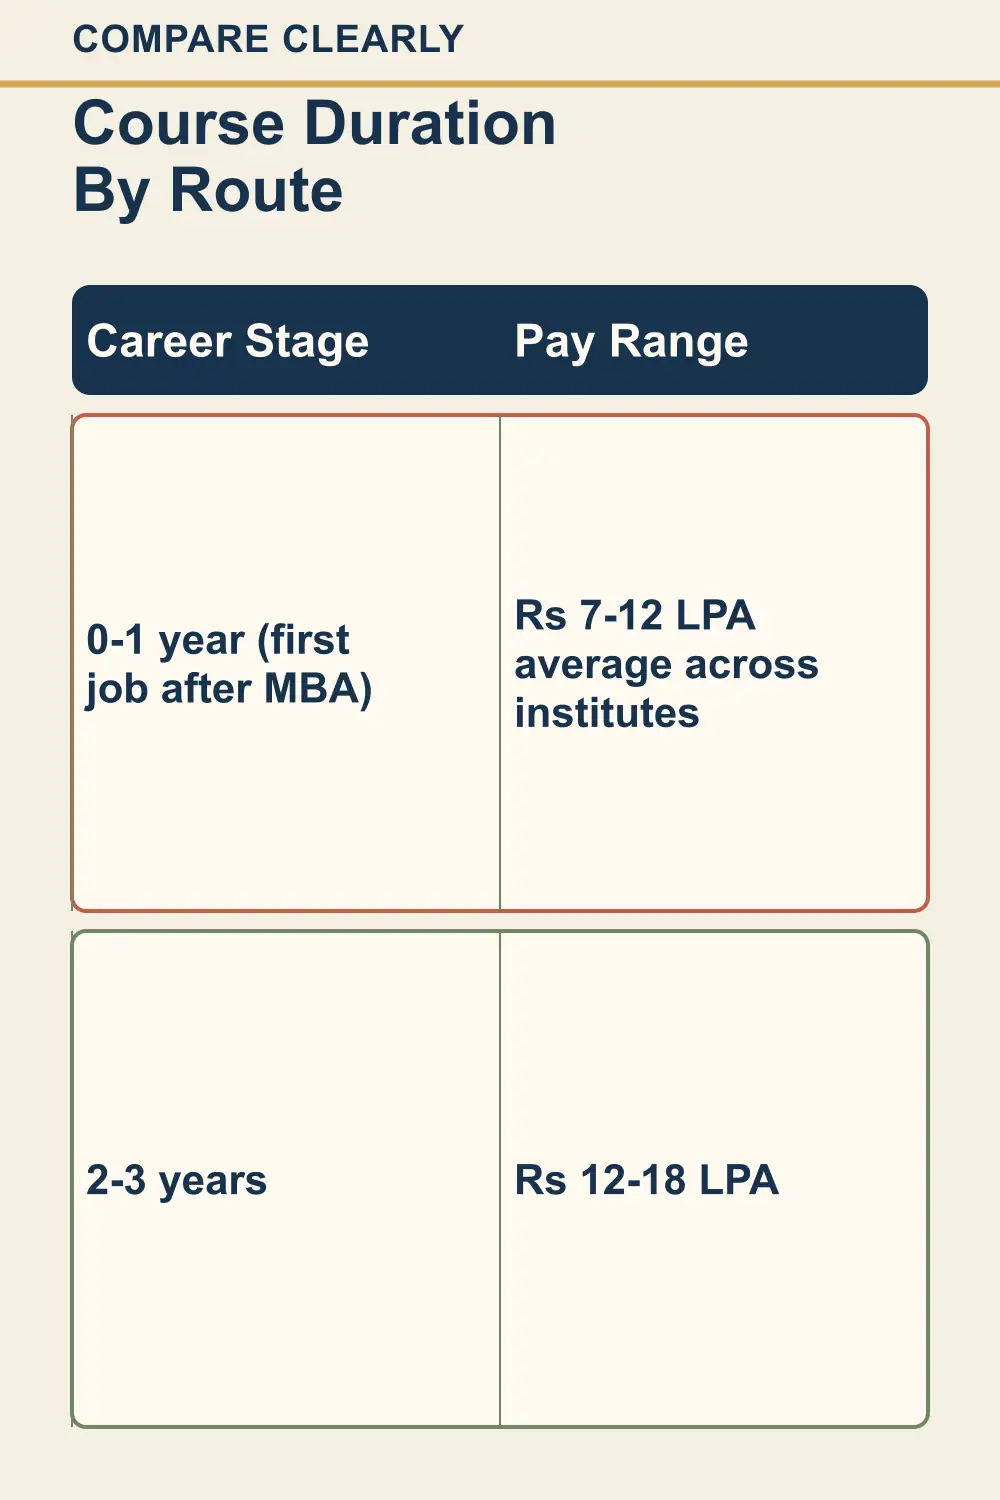 COMPARE CLEARLY
Course Duration
By Route
Career Stage
Pay Range
0-1 year (first
job after MBA)
Rs 7-12 LPA
average across
institutes
2-3 years
Rs 12-18 LPA